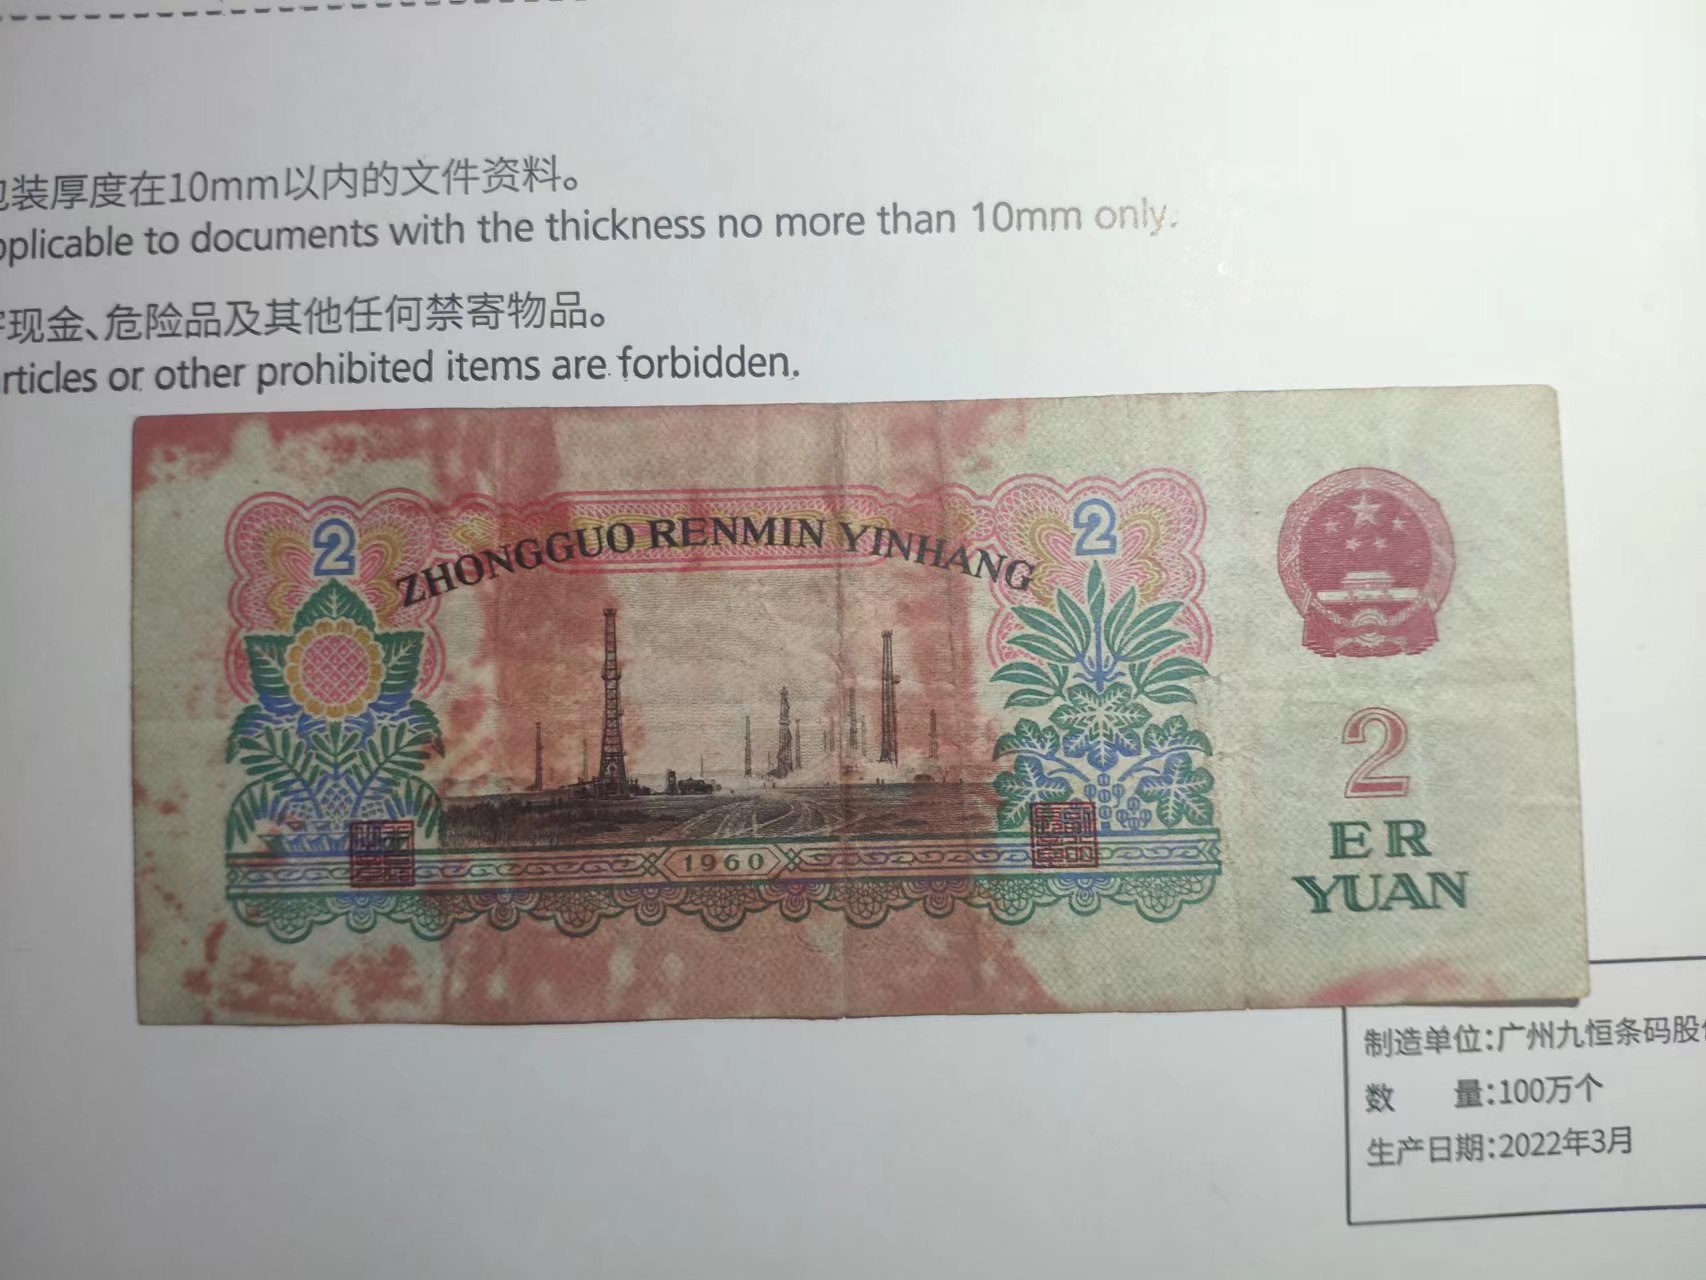 装厚度在10mm以内的文件资料。
pplicable to documents with the thickness no more than 10mm only.
现金、危险品及其他任何禁寄物品。
rticles or other prohibited items are forbidden.
2
2
ZHONGGUO RENMIN YINHANG
1960
2
ER
YUAN
制造单位:广州九恒条码股
数 量:100万个
生产日期:2022年3月